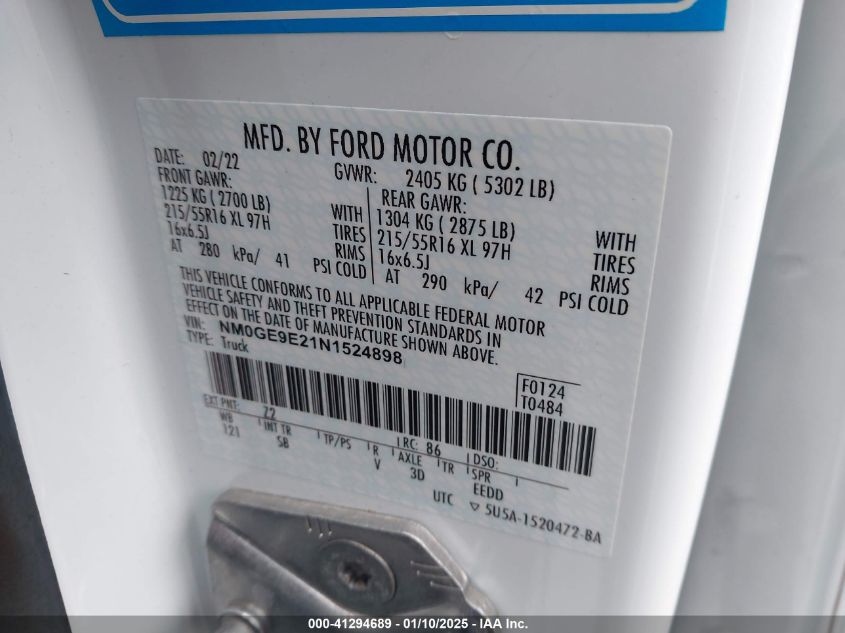 MFD. BY FORD MOTOR CO.
DATE: 02/22 GVWR: 2405 KG ( 5302 LB)
FRONT GAWR: REAR GAWR:
1225 KG ( 2700 LB) WITH 1304 KG ( 2875 LB) WITH
215/55R16 XL 97H TIRES 215/55R16 XL 97H TIRES
16x6.5J RIMS 16x6.5J RIMS
AT 280 kPa/ 41 PSI COLD AT 290 kPa/ 42 PSI COLD
THIS VEHICLE CONFORMS TO ALL APPLICABLE FEDERAL MOTOR
VEHICLE SAFETY AND THEFT PREVENTION STANDARDS IN
EFFECT ON THE DATE OF MANUFACTURE SHOWN ABOVE.
VIN: NM0GE9E21N1524898
TYPE: Truck
F0124
T0484
EXT PNT: Z2 RC: 86 DSO:
WB INT TR TP/PS R AXLE TR SPR
121 SB V 3D EEDD
UTC ▽ 5U5A-1520472-BA
000-41294689 - 01/10/2025 - IAA Inc.